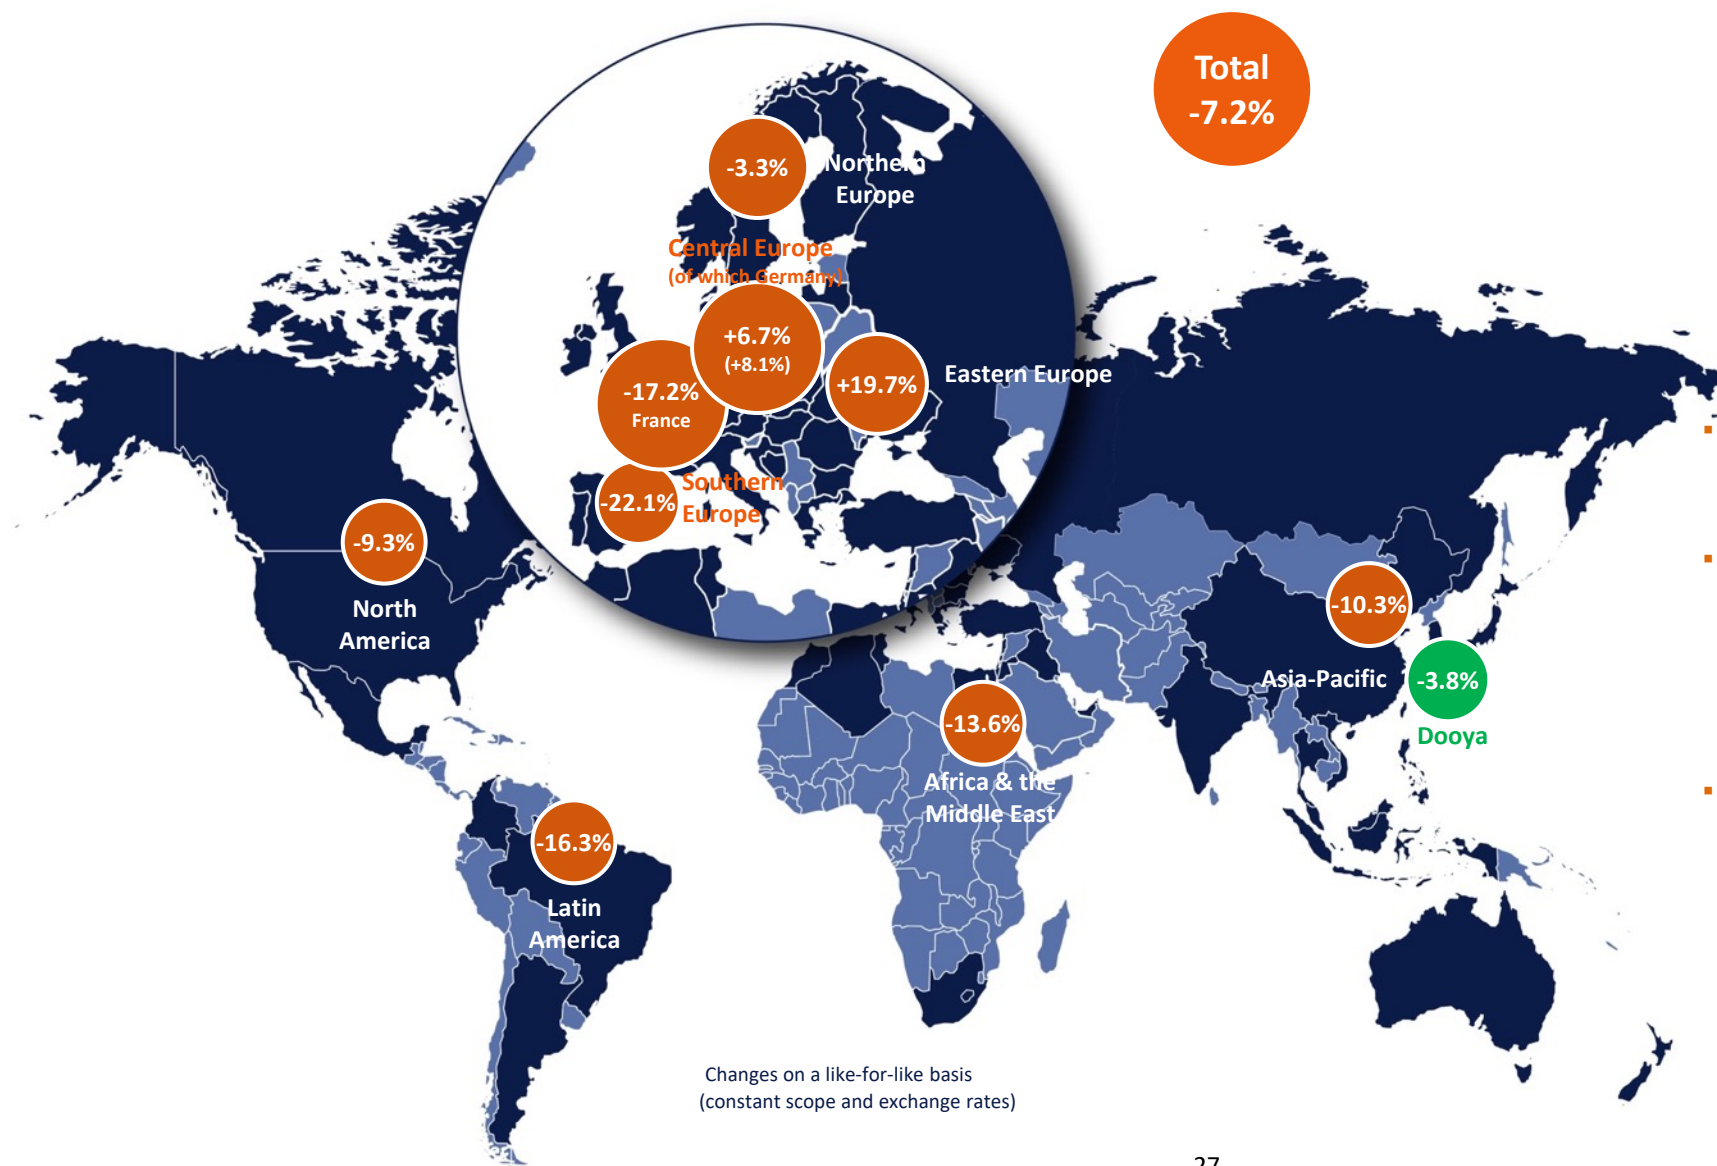 Total
-7.2%
-3.3%
Northern
Europe
Central Europe
(of which Germany)
+6.7%
(+8.1%)
-17.2%
France
+19.7%
Eastern Europe
-22.1%
Southern
Europe
-9.3%
North
America
-10.3%
Asia-Pacific
-3.8%
Dooya
-13.6%
Africa & the
Middle East
-16.3%
Latin
America
Changes on a like-for-like basis
(constant scope and exchange rates)
27